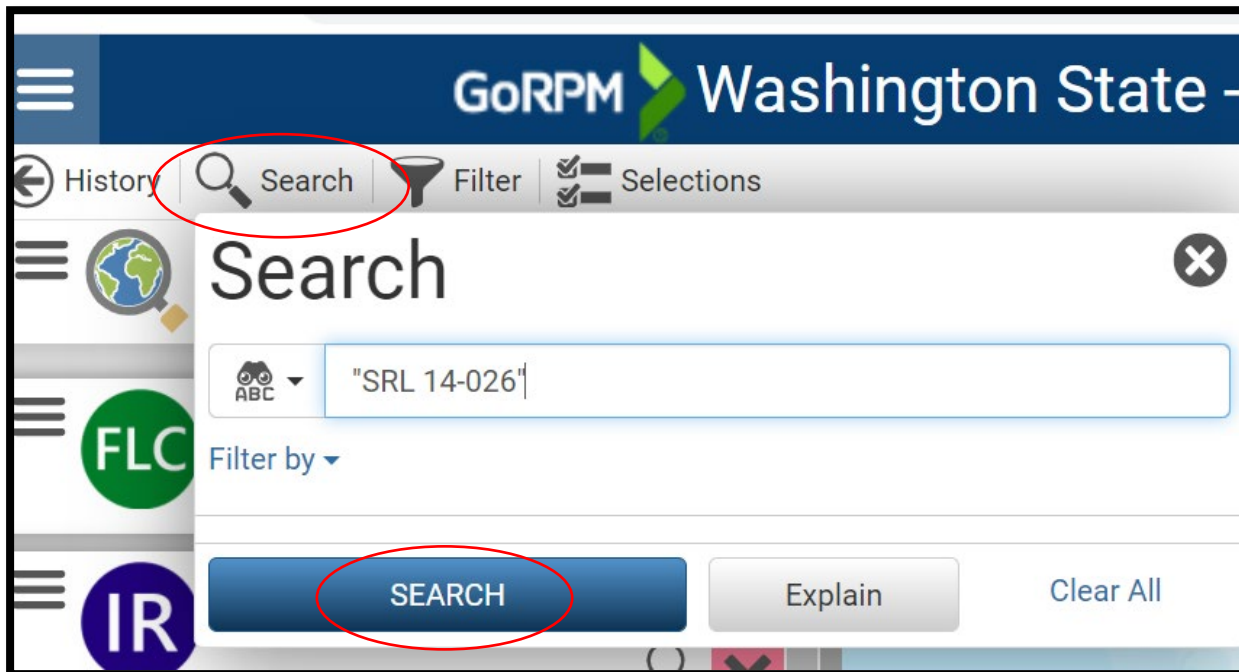 GoRPM Washington State -
History Search Filter Selections
Search
ABC "SRL 14-026"
FLC
Filter by
IR
SEARCH Explain Clear All